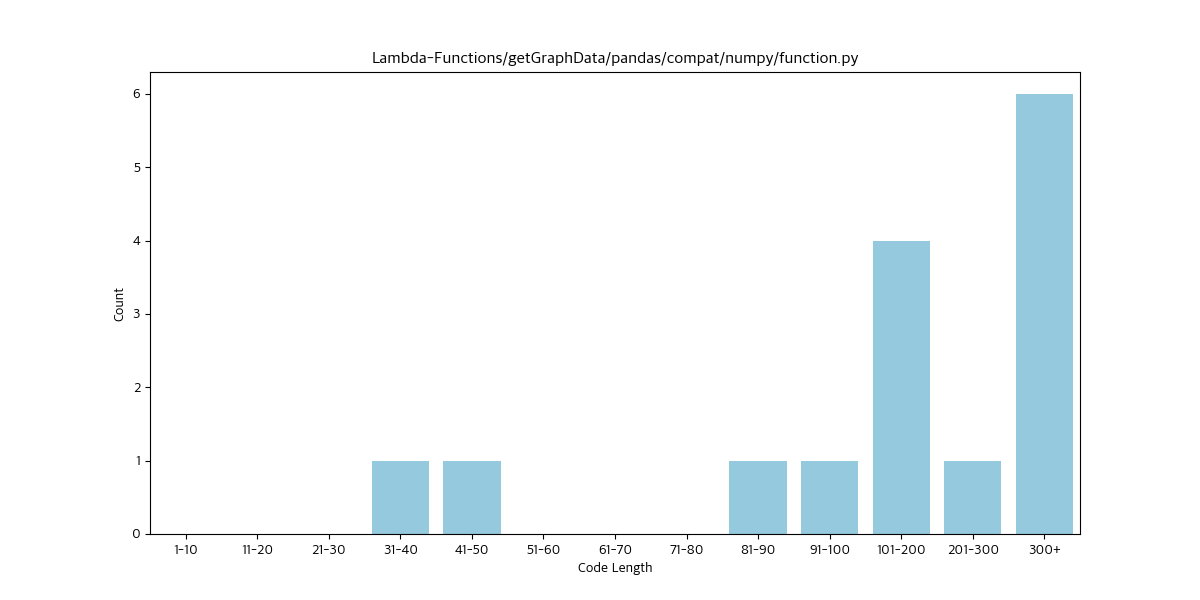 Lambda-Functions/getGraphData/pandas/compat/numpy/function.py
6
5
4
3
2
1
0
Count
1-10 11-20 21-30 31-40 41-50 51-60 61-70 71-80 81-90 91-100 101-200 201-300 300+
Code Length